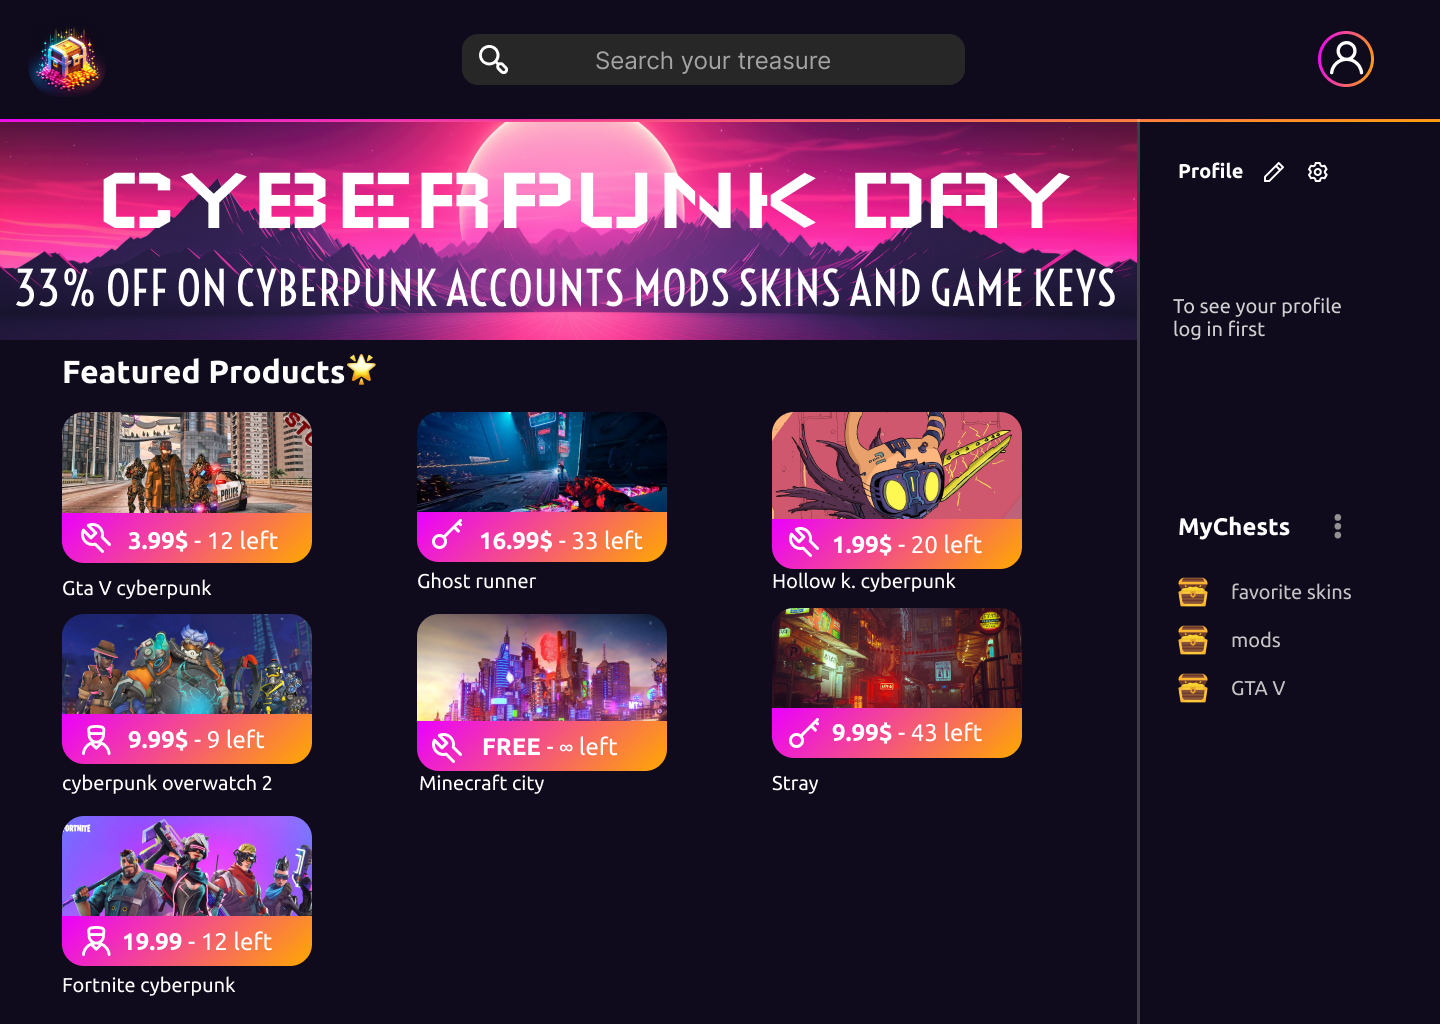 Search your treasure
CYBERPUNK DAY
33% OFF ON CYBERPUNK ACCOUNTS MODS SKINS AND GAME KEYS
Profile
To see your profile
log in first
Featured Products
POLICE
3.99$ - 12 left
Gta V cyberpunk
16.99$ - 33 left
Ghost runner
1.99$ - 20 left
Hollow k. cyberpunk
9.99$ - 9 left
cyberpunk overwatch 2
FREE - ∞ left
Minecraft city
9.99$ - 43 left
Stray
ORTNITE
19.99 - 12 left
Fortnite cyberpunk
MyChests
favorite skins
mods
GTA V